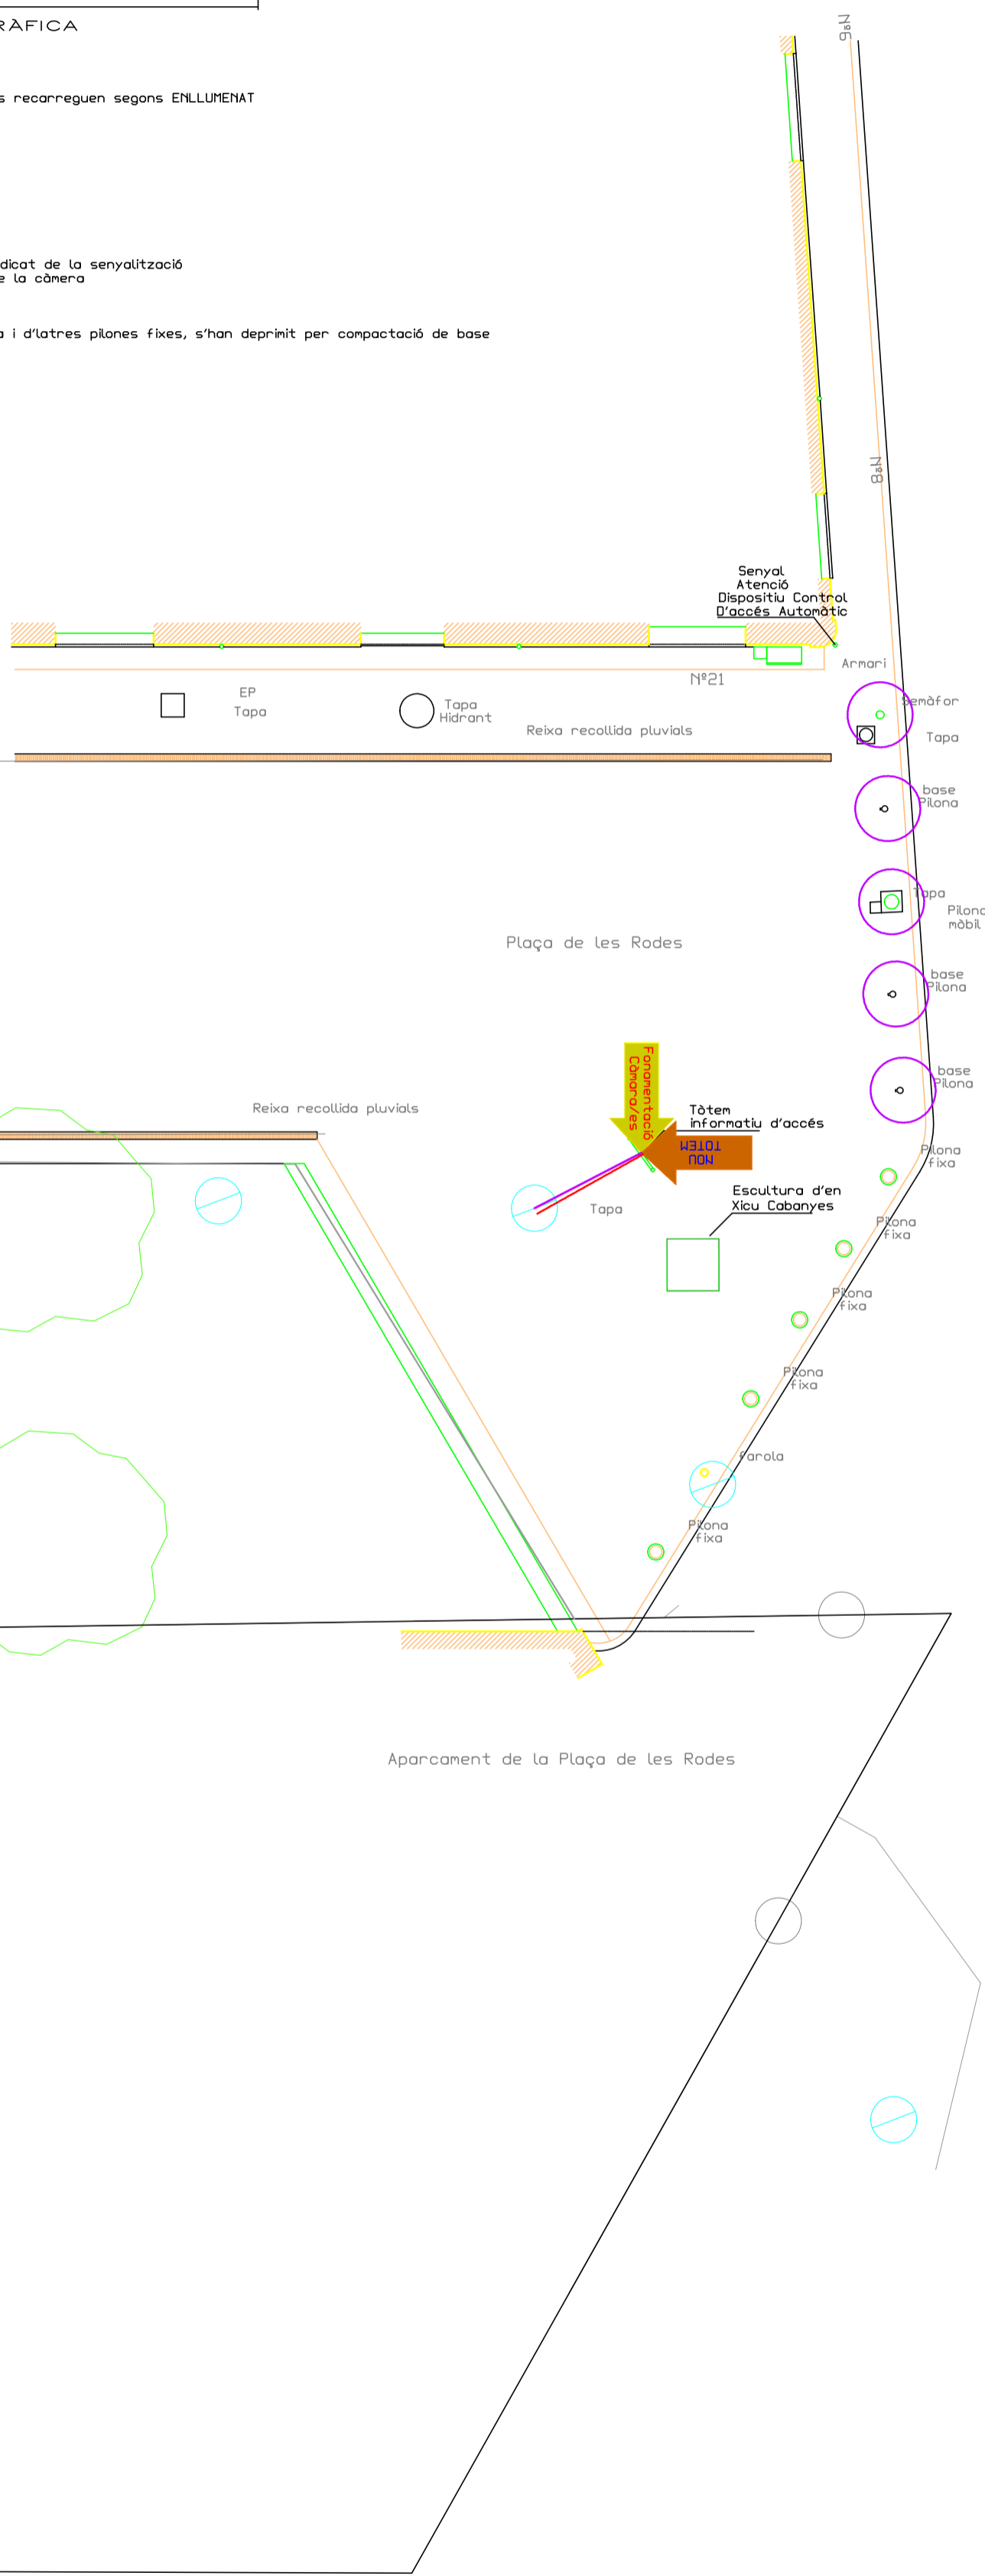 RÀFICA
Nº6
s recarreguen segons ENLLUMENAT
dicat de la senyalització
e la càmera
a i d'latres pilones fixes, s'han deprimit per compactació de base
Nº8
Senyal
Atenció
Dispositiu Control
D'accés Automàtic
Armari
Nº21
EP
Tapa
Tapa
Hidrant
Semàfor
Reixa recollida pluvials
Tapa
base
Pilona
Tapa
Pilona
mòbil
Plaça de les Rodes
base
Pilona
base
Pilona
Fonamentació
Càmara/es
Reixa recollida pluvials
Tòtem
informatiu d'accés
NOU
TOTEM
Pilona
fixa
Escultura d'en
Xicu Cabanyes
Tapa
Pilona
fixa
Pilona
fixa
Pilona
fixa
farola
Pilona
fixa
Aparcament de la Plaça de les Rodes